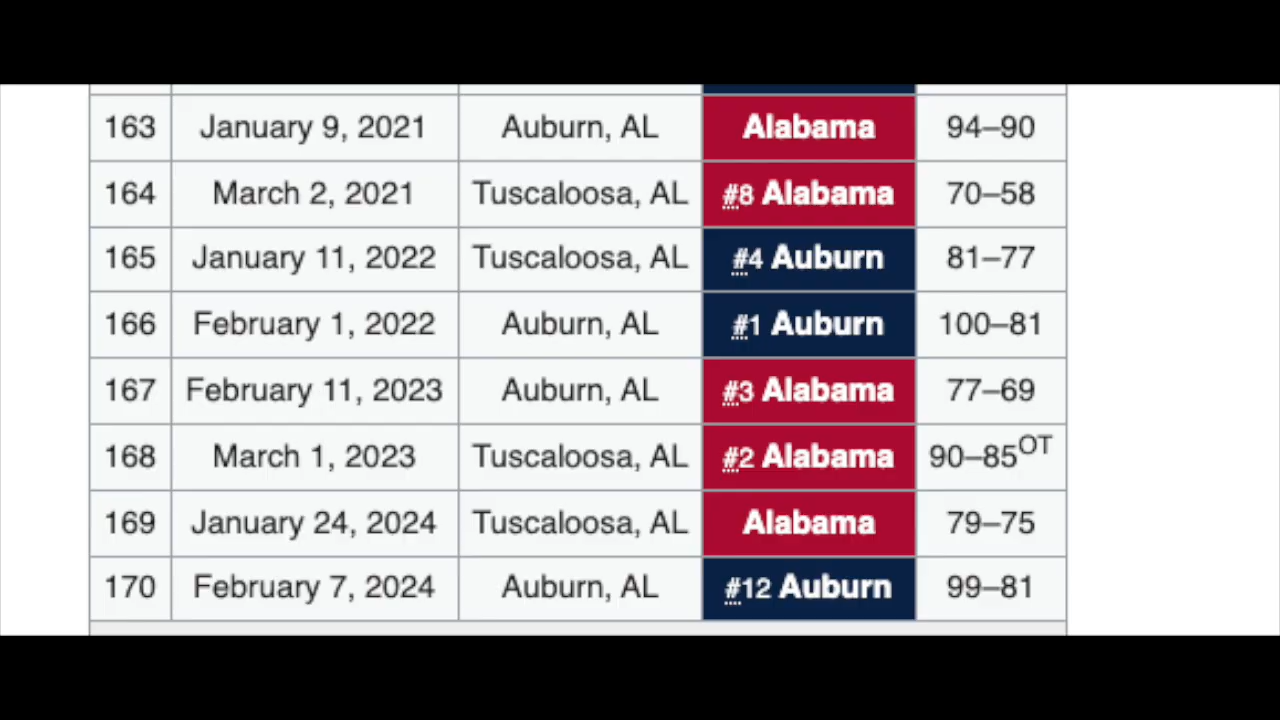 163 January 9, 2021 Auburn, AL Alabama 94–90
164 March 2, 2021 Tuscaloosa, AL #8 Alabama 70–58
165 January 11, 2022 Tuscaloosa, AL #4 Auburn 81–77
166 February 1, 2022 Auburn, AL #1 Auburn 100–81
167 February 11, 2023 Auburn, AL #3 Alabama 77–69
168 March 1, 2023 Tuscaloosa, AL #2 Alabama 90–85OT
169 January 24, 2024 Tuscaloosa, AL Alabama 79–75
170 February 7, 2024 Auburn, AL #12 Auburn 99–81